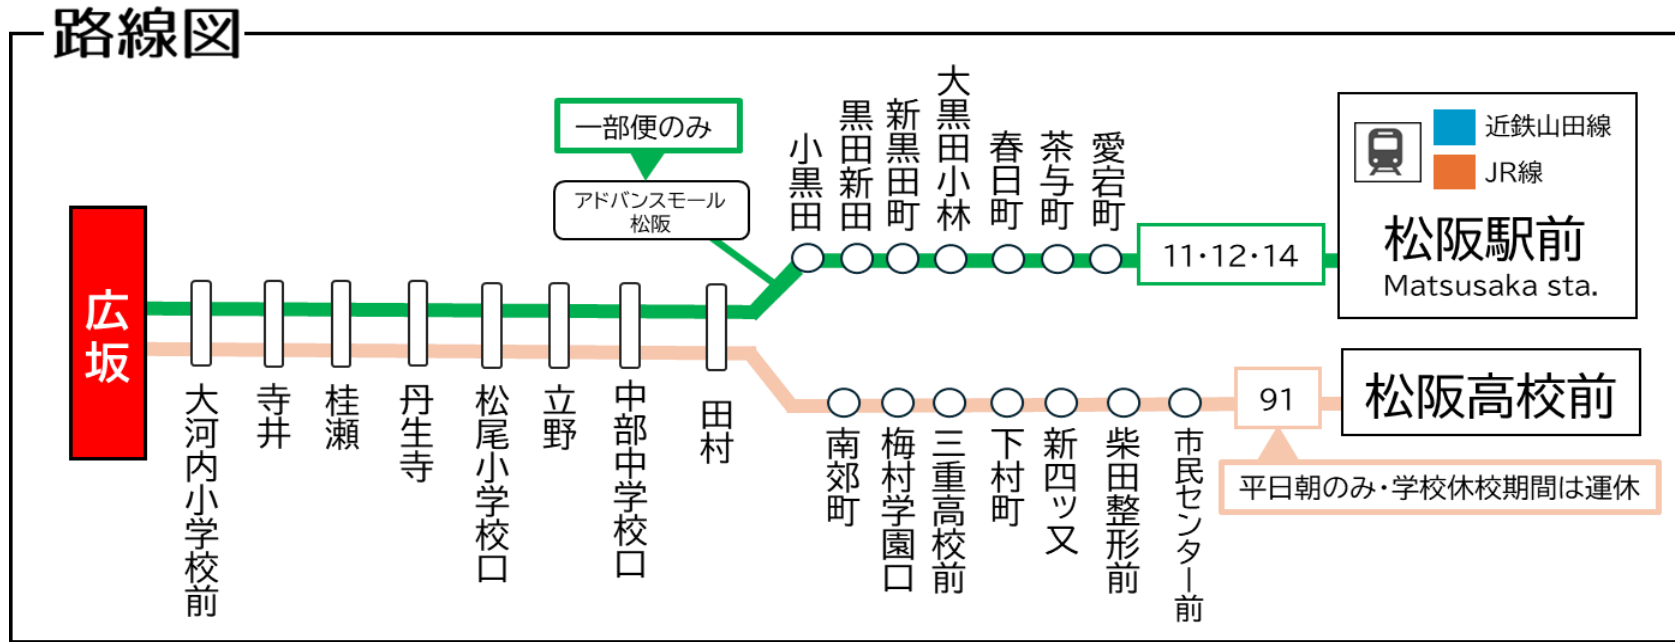 路線図
一部便のみ
アドバンスモール
松阪
小黒田
黒田新田
新黒田町
大黒田小林
春日町
茶与町
愛宕町
11・12・14
近鉄山田線
JR線
松阪駅前
Matsusaka sta.
広坂
大河内小学校前
寺井
桂瀬
丹生寺
松尾小学校口
立野
中部中学校口
田村
南郊町
梅村学園口
三重高校前
下村町
新四ッ又
柴田整形前
市民センター前
91
松阪高校前
平日朝のみ・学校休校期間は運休